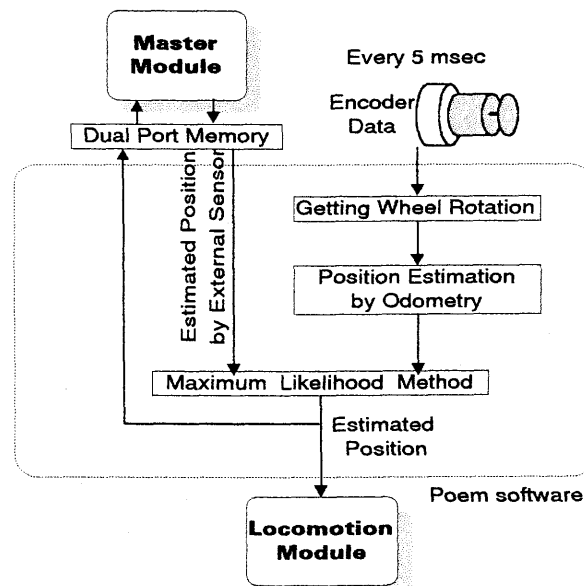 Master
Module
Every 5 msec
Encoder
Data
Dual Port Memory
Estimated Position
by External Sensor
Getting Wheel Rotation
Position Estimation
by Odometry
Maximum Likelihood Method
Estimated
Position
Poem software
Locomotion
Module